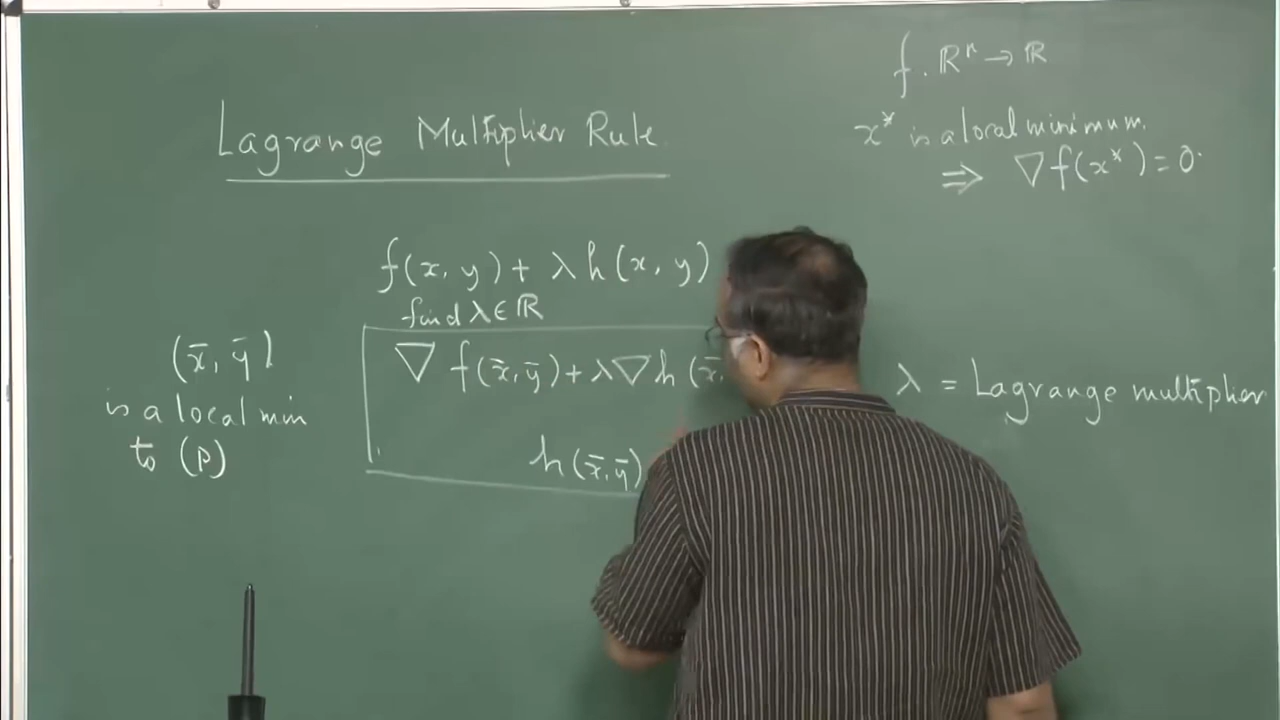 f. ℝⁿ → ℝ
x* is a local minimum.
⇒ ∇f(x*) = 0.
Lagrange Multiplier Rule
f(x, y) + λ h(x, y)
find λ ∈ ℝ
∇ f(x̄, ȳ) + λ∇h (x̄,
h(x̄, ȳ)
(x̄, ȳ)
is a local min
to (P)
λ = Lagrange multiplier